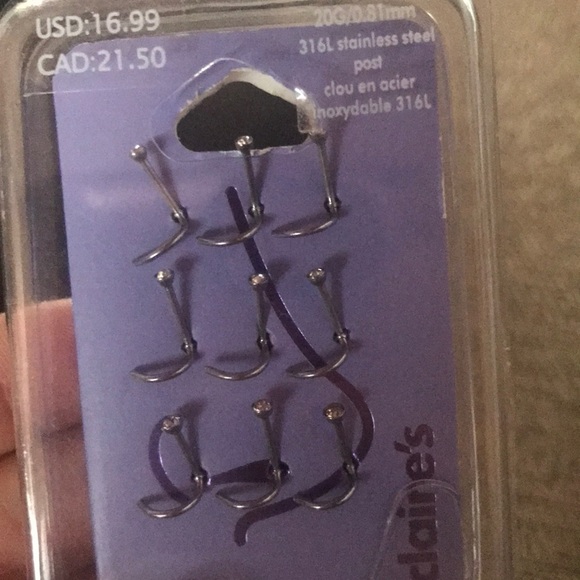 USD:16.99
CAD:21.50
20G/0.81mm
316L stainless steel
post
clou en acier
inoxydable 316L
claire's